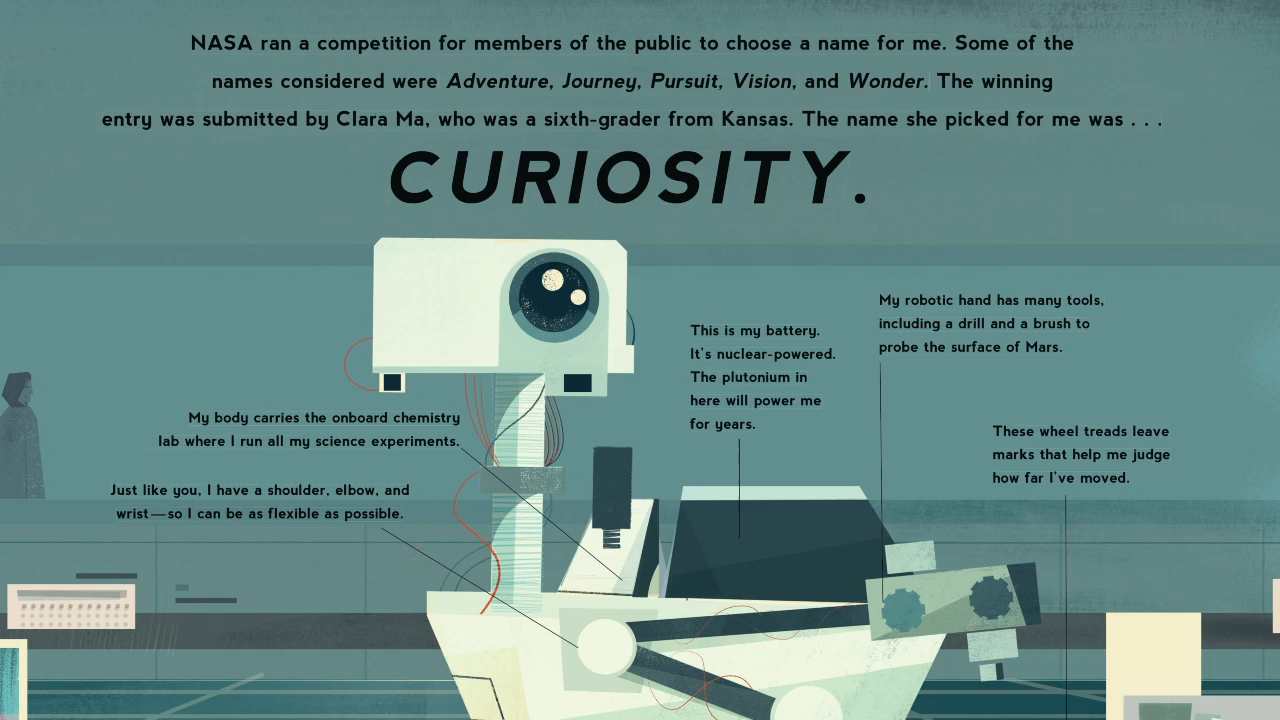 NASA ran a competition for members of the public to choose a name for me. Some of the
names considered were Adventure, Journey, Pursuit, Vision, and Wonder. The winning
entry was submitted by Clara Ma, who was a sixth-grader from Kansas. The name she picked for me was . . .
CURIOSITY.
My robotic hand has many tools,
including a drill and a brush to
probe the surface of Mars.
This is my battery.
It's nuclear-powered.
The plutonium in
here will power me
for years.
My body carries the onboard chemistry
lab where I run all my science experiments.
These wheel treads leave
marks that help me judge
how far I've moved.
Just like you, I have a shoulder, elbow, and
wrist—so I can be as flexible as possible.